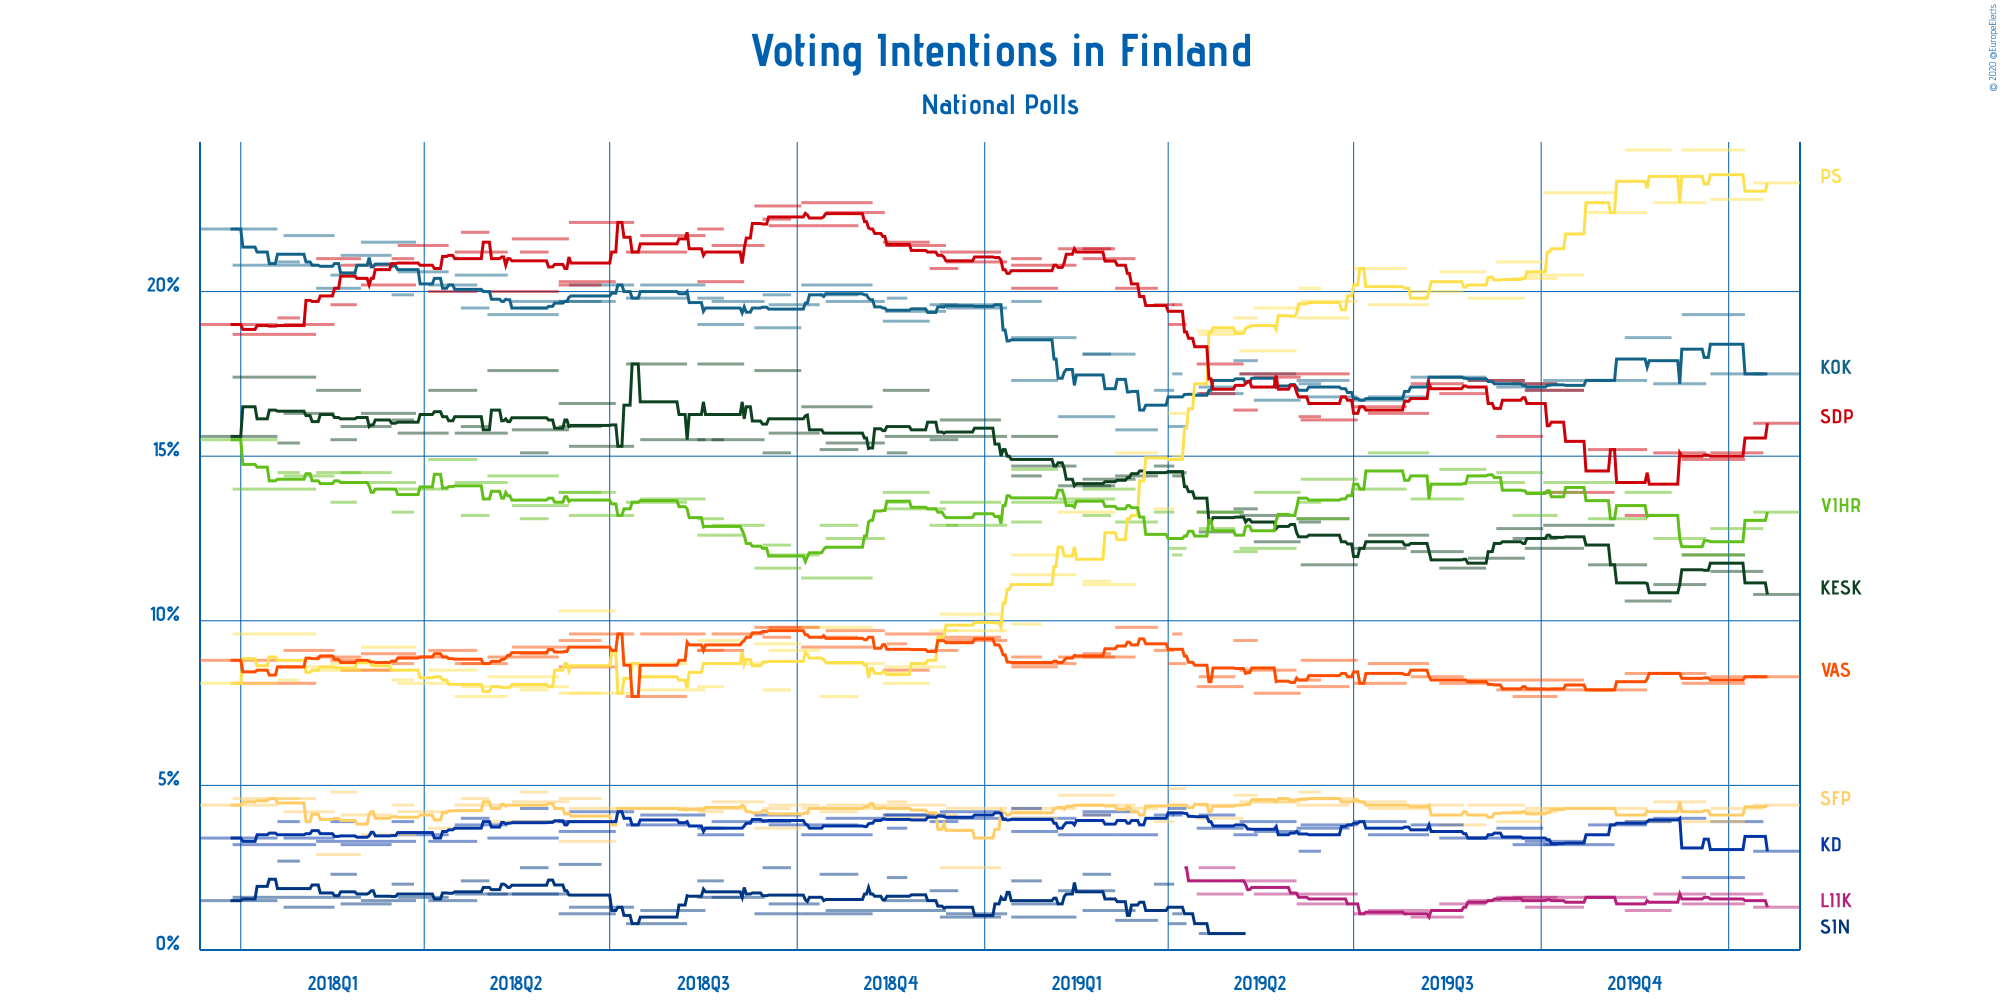 Voting Intentions in Finland
National Polls
© 2020 @EuropeElects
20%
15%
10%
5%
0%
PS
KOK
SDP
VIHR
KESK
VAS
SFP
KD
LIIK
SIN
2018Q1
2018Q2
2018Q3
2018Q4
2019Q1
2019Q2
2019Q3
2019Q4